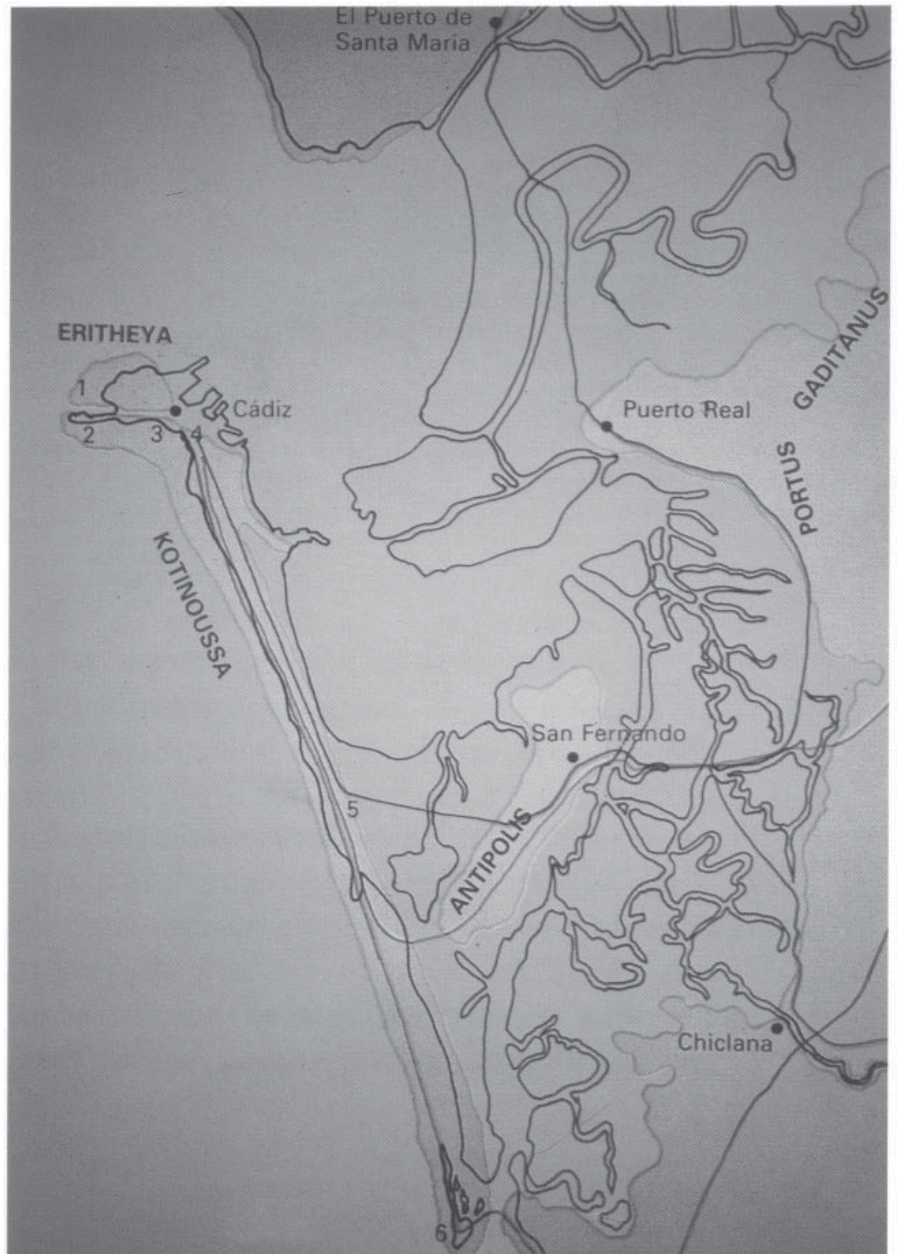 El Puerto de
Santa María
ERITHEYA
1
Cádiz
2
3
4
KOTINOUSSA
Puerto Real
PORTUS
GADITANUS
San Fernando
5
ANTIPOLIS
Chiclana
6